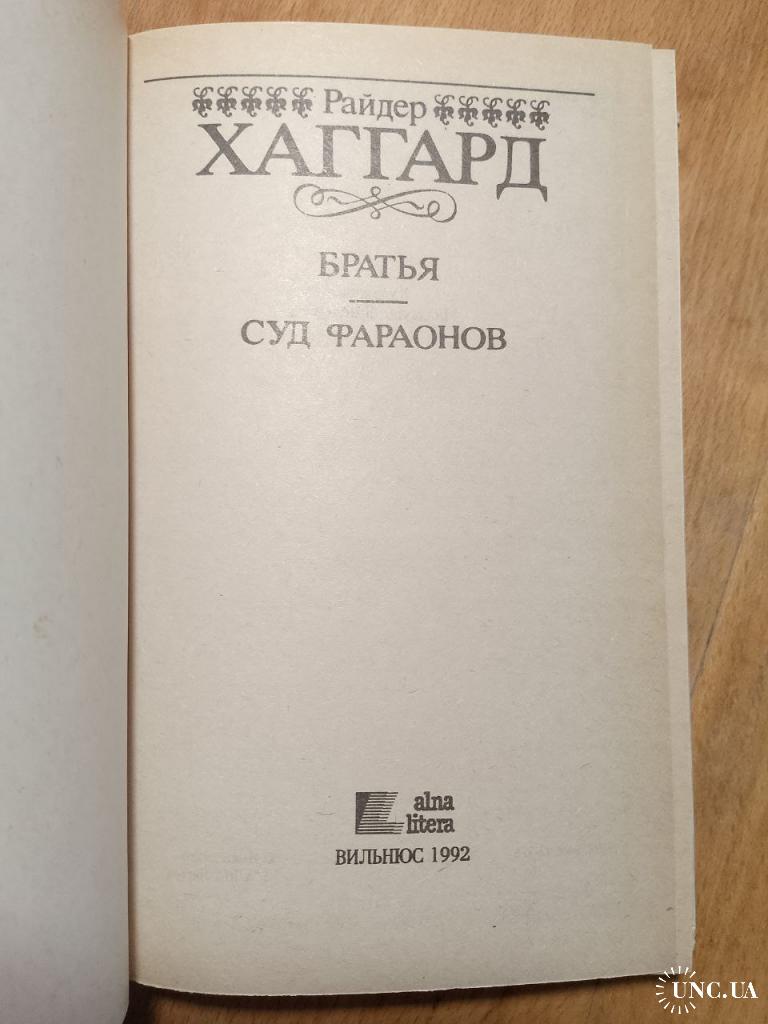 Райдер
ХАГГАРД
БРАТЬЯ
СУД ФАРАОНОВ
alna
litera
ВИЛЬНЮС 1992
UNC.UA